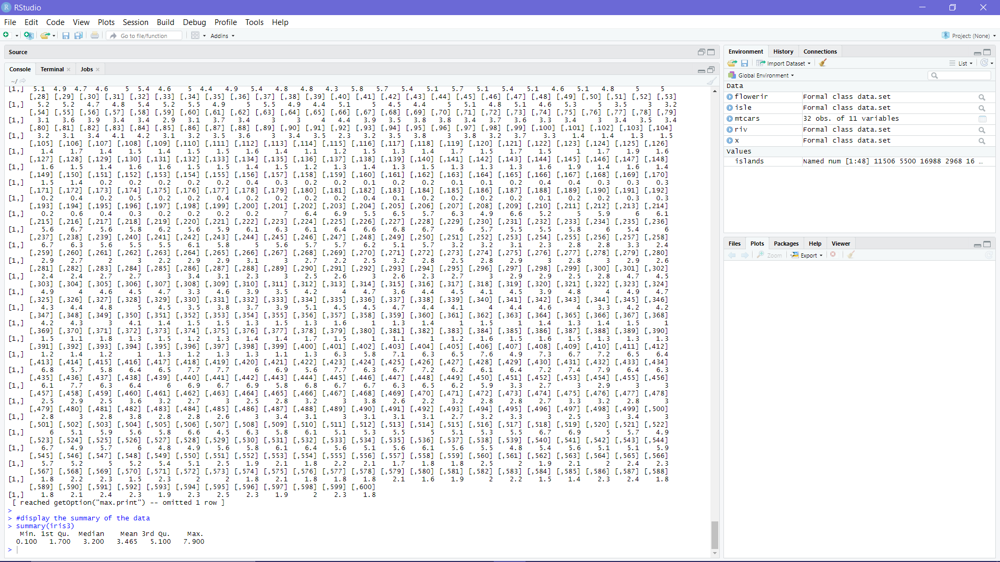 RStudio
File Edit Code View Plots Session Build Debug Profile Tools Help
Go to file/function Addins Project: (None)
Source
Console Terminal Jobs
~/
[1,] 5.1 4.9 4.7 4.6 5 5.4 4.6 5 4.4 4.9 5.4 4.8 4.8 4.3 5.8 5.7 5.4 5.1 5.7 5.1 5.4 5.1 4.6 5.1 4.8 5 5
[,28] [,29] [,30] [,31] [,32] [,33] [,34] [,35] [,36] [,37] [,38] [,39] [,40] [,41] [,42] [,43] [,44] [,45] [,46] [,47] [,48] [,49] [,50] [,51] [,52] [,53]
[1,] 5.2 5.2 4.7 4.8 5.4 5.2 5.5 4.9 5 5.5 4.9 4.4 5.1 5 4.5 4.4 5 5.1 4.8 5.1 4.6 5.3 5 3.5 3 3.2
[,54] [,55] [,56] [,57] [,58] [,59] [,60] [,61] [,62] [,63] [,64] [,65] [,66] [,67] [,68] [,69] [,70] [,71] [,72] [,73] [,74] [,75] [,76] [,77] [,78] [,79]
[1,] 3.1 3.6 3.9 3.4 3.4 2.9 3.1 3.7 3.4 3 3 4 4.4 3.9 3.5 3.8 3.8 3.4 3.7 3.6 3.3 3.4 3 3.4 3.5 3.4
[,80] [,81] [,82] [,83] [,84] [,85] [,86] [,87] [,88] [,89] [,90] [,91] [,92] [,93] [,94] [,95] [,96] [,97] [,98] [,99] [,100] [,101] [,102] [,103] [,104]
[1,] 3.2 3.1 3.4 4.1 4.2 3.1 3.2 3.5 3.6 3 3.4 3.5 2.3 3.2 3.5 3.8 3 3.8 3.2 3.7 3.3 1.4 1.4 1.3 1.5
[,105] [,106] [,107] [,108] [,109] [,110] [,111] [,112] [,113] [,114] [,115] [,116] [,117] [,118] [,119] [,120] [,121] [,122] [,123] [,124] [,125] [,126]
[1,] 1.4 1.7 1.4 1.5 1.4 1.5 1.5 1.6 1.4 1.1 1.2 1.5 1.3 1.4 1.7 1.5 1.7 1.5 1 1.7 1.9 1.6
[,127] [,128] [,129] [,130] [,131] [,132] [,133] [,134] [,135] [,136] [,137] [,138] [,139] [,140] [,141] [,142] [,143] [,144] [,145] [,146] [,147] [,148]
[1,] 1.6 1.5 1.4 1.6 1.6 1.5 1.5 1.4 1.5 1.2 1.3 1.4 1.3 1.5 1.3 1.3 1.3 1.6 1.9 1.4 1.6 1.4
[,149] [,150] [,151] [,152] [,153] [,154] [,155] [,156] [,157] [,158] [,159] [,160] [,161] [,162] [,163] [,164] [,165] [,166] [,167] [,168] [,169] [,170]
[1,] 1.5 1.4 0.2 0.2 0.2 0.2 0.2 0.4 0.3 0.2 0.2 0.1 0.2 0.2 0.1 0.1 0.2 0.4 0.4 0.3 0.3 0.3
[,171] [,172] [,173] [,174] [,175] [,176] [,177] [,178] [,179] [,180] [,181] [,182] [,183] [,184] [,185] [,186] [,187] [,188] [,189] [,190] [,191] [,192]
[1,] 0.2 0.4 0.2 0.5 0.2 0.2 0.4 0.2 0.2 0.2 0.2 0.4 0.1 0.2 0.2 0.2 0.2 0.1 0.2 0.2 0.3 0.3
[,193] [,194] [,195] [,196] [,197] [,198] [,199] [,200] [,201] [,202] [,203] [,204] [,205] [,206] [,207] [,208] [,209] [,210] [,211] [,212] [,213] [,214]
[1,] 0.2 0.6 0.4 0.3 0.2 0.2 0.2 0.2 7 6.4 6.9 5.5 6.5 5.7 6.3 4.9 6.6 5.2 5 5.9 6 6.1
[,215] [,216] [,217] [,218] [,219] [,220] [,221] [,222] [,223] [,224] [,225] [,226] [,227] [,228] [,229] [,230] [,231] [,232] [,233] [,234] [,235] [,236]
[1,] 5.6 6.7 5.6 5.8 6.2 5.6 5.9 6.1 6.3 6.1 6.4 6.6 6.8 6.7 6 5.7 5.5 5.5 5.8 6 5.4 6
[,237] [,238] [,239] [,240] [,241] [,242] [,243] [,244] [,245] [,246] [,247] [,248] [,249] [,250] [,251] [,252] [,253] [,254] [,255] [,256] [,257] [,258]
[1,] 6.7 6.3 5.6 5.5 5.5 6.1 5.8 5 5.6 5.7 5.7 6.2 5.1 5.7 3.2 3.2 3.1 2.3 2.8 2.8 3.3 2.4
[,259] [,260] [,261] [,262] [,263] [,264] [,265] [,266] [,267] [,268] [,269] [,270] [,271] [,272] [,273] [,274] [,275] [,276] [,277] [,278] [,279] [,280]
[1,] 2.9 2.7 2 3 2.2 2.9 2.9 3.1 3 2.7 2.2 2.5 3.2 2.8 2.5 2.8 2.9 3 2.8 3 2.9 2.6
[,281] [,282] [,283] [,284] [,285] [,286] [,287] [,288] [,289] [,290] [,291] [,292] [,293] [,294] [,295] [,296] [,297] [,298] [,299] [,300] [,301] [,302]
[1,] 2.4 2.4 2.7 2.7 3 3.4 3.1 2.3 3 2.5 2.6 3 2.6 2.3 2.7 3 2.9 2.9 2.5 2.8 4.7 4.5
[,303] [,304] [,305] [,306] [,307] [,308] [,309] [,310] [,311] [,312] [,313] [,314] [,315] [,316] [,317] [,318] [,319] [,320] [,321] [,322] [,323] [,324]
[1,] 4.9 4 4.6 4.5 4.7 3.3 4.6 3.9 3.5 4.2 4 4.7 3.6 4.4 4.5 4.1 4.5 3.9 4.8 4 4.9 4.7
[,325] [,326] [,327] [,328] [,329] [,330] [,331] [,332] [,333] [,334] [,335] [,336] [,337] [,338] [,339] [,340] [,341] [,342] [,343] [,344] [,345] [,346]
[1,] 4.3 4.4 4.8 5 4.5 3.5 3.8 3.7 3.9 5.1 4.5 4.5 4.7 4.4 4.1 4 4.4 4.6 4 3.3 4.2 4.2
[,347] [,348] [,349] [,350] [,351] [,352] [,353] [,354] [,355] [,356] [,357] [,358] [,359] [,360] [,361] [,362] [,363] [,364] [,365] [,366] [,367] [,368]
[1,] 4.2 4.3 3 4.1 1.4 1.5 1.5 1.3 1.5 1.3 1.6 1 1.3 1.4 1 1.5 1 1.4 1.3 1.4 1.5 1
[,369] [,370] [,371] [,372] [,373] [,374] [,375] [,376] [,377] [,378] [,379] [,380] [,381] [,382] [,383] [,384] [,385] [,386] [,387] [,388] [,389] [,390]
[1,] 1.5 1.1 1.8 1.3 1.5 1.2 1.3 1.4 1.4 1.7 1.5 1 1.1 1 1.2 1.6 1.5 1.6 1.5 1.3 1.3 1.3
[,391] [,392] [,393] [,394] [,395] [,396] [,397] [,398] [,399] [,400] [,401] [,402] [,403] [,404] [,405] [,406] [,407] [,408] [,409] [,410] [,411] [,412]
[1,] 1.2 1.4 1.2 1 1.3 1.2 1.3 1.3 1.1 1.3 6.3 5.8 7.1 6.3 6.5 7.6 4.9 7.3 6.7 7.2 6.5 6.4
[,413] [,414] [,415] [,416] [,417] [,418] [,419] [,420] [,421] [,422] [,423] [,424] [,425] [,426] [,427] [,428] [,429] [,430] [,431] [,432] [,433] [,434]
[1,] 6.8 5.7 5.8 6.4 6.5 7.7 7.7 6 6.9 5.6 7.7 6.3 6.7 7.2 6.2 6.1 6.4 7.2 7.4 7.9 6.4 6.3
[,435] [,436] [,437] [,438] [,439] [,440] [,441] [,442] [,443] [,444] [,445] [,446] [,447] [,448] [,449] [,450] [,451] [,452] [,453] [,454] [,455] [,456]
[1,] 6.1 7.7 6.3 6.4 6 6.9 6.7 6.9 5.8 6.8 6.7 6.7 6.3 6.5 6.2 5.9 3.3 2.7 3 2.9 3 3
[,457] [,458] [,459] [,460] [,461] [,462] [,463] [,464] [,465] [,466] [,467] [,468] [,469] [,470] [,471] [,472] [,473] [,474] [,475] [,476] [,477] [,478]
[1,] 2.5 2.9 2.5 3.6 3.2 2.7 3 2.5 2.8 3.2 3 3.8 2.6 2.2 3.2 2.8 2.8 2.7 3.3 3.2 2.8 3
[,479] [,480] [,481] [,482] [,483] [,484] [,485] [,486] [,487] [,488] [,489] [,490] [,491] [,492] [,493] [,494] [,495] [,496] [,497] [,498] [,499] [,500]
[1,] 2.8 3 2.8 3.8 2.8 2.8 2.6 3 3.4 3.1 3 3.1 3.1 3.1 2.7 3.2 3.3 3 2.5 3 3.4 3
[,501] [,502] [,503] [,504] [,505] [,506] [,507] [,508] [,509] [,510] [,511] [,512] [,513] [,514] [,515] [,516] [,517] [,518] [,519] [,520] [,521] [,522]
[1,] 6 5.1 5.9 5.6 5.8 6.6 4.5 6.3 5.8 6.1 5.1 5.3 5.5 5 5.1 5.3 5.5 6.7 6.9 5 5.7 4.9
[,523] [,524] [,525] [,526] [,527] [,528] [,529] [,530] [,531] [,532] [,533] [,534] [,535] [,536] [,537] [,538] [,539] [,540] [,541] [,542] [,543] [,544]
[1,] 6.7 4.9 5.7 6 4.8 4.9 5.6 5.8 6.1 6.4 5.6 5.1 5.6 6.1 5.6 5.5 4.8 5.4 5.6 5.1 5.1 5.9
[,545] [,546] [,547] [,548] [,549] [,550] [,551] [,552] [,553] [,554] [,555] [,556] [,557] [,558] [,559] [,560] [,561] [,562] [,563] [,564] [,565] [,566]
[1,] 5.7 5.2 5 5.2 5.4 5.1 2.5 1.9 2.1 1.8 2.2 2.1 1.7 1.8 1.8 2.5 2 1.9 2.1 2 2.4 2.3
[,567] [,568] [,569] [,570] [,571] [,572] [,573] [,574] [,575] [,576] [,577] [,578] [,579] [,580] [,581] [,582] [,583] [,584] [,585] [,586] [,587] [,588]
[1,] 1.8 2.2 2.3 1.5 2.3 2 2 1.8 2.1 1.8 1.8 1.8 2.1 1.6 1.9 2 2.2 1.5 1.4 2.3 2.4 1.8
[,589] [,590] [,591] [,592] [,593] [,594] [,595] [,596] [,597] [,598] [,599] [,600]
[1,] 1.8 2.1 2.4 2.3 1.9 2.3 2.5 2.3 1.9 2 2.3 1.8
[ reached getOption("max.print") -- omitted 1 row ]
>
> #display the summary of the data
> summary(iris3)
Min. 1st Qu. Median Mean 3rd Qu. Max.
0.100 1.700 3.200 3.465 5.100 7.900
>
Environment History Connections
Import Dataset List
Global Environment
Data
flowerir Formal class data.set
isle Formal class data.set
mtcars 32 obs. of 11 variables
riv Formal class data.set
x Formal class data.set
Values
islands Named num [1:48] 11506 5500 16988 2968 16 …
Files Plots Packages Help Viewer
Zoom Export